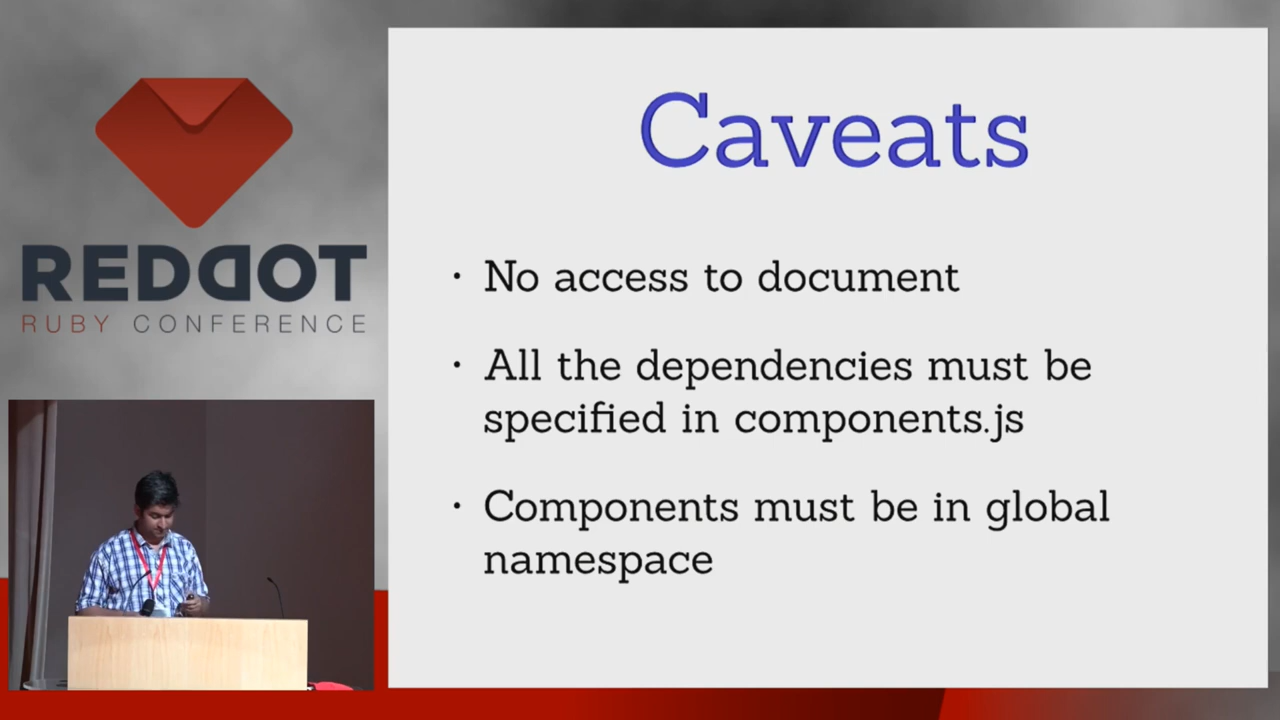 REDDOT
RUBY CONFERENCE
Caveats
· No access to document
· All the dependencies must be
specified in components.js
· Components must be in global
namespace